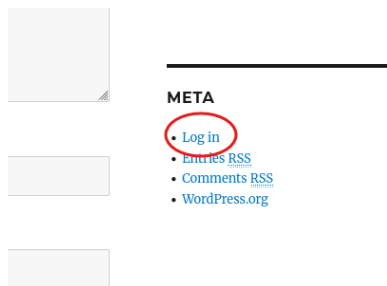 META
Log in
Entries RSS
Comments RSS
WordPress.org